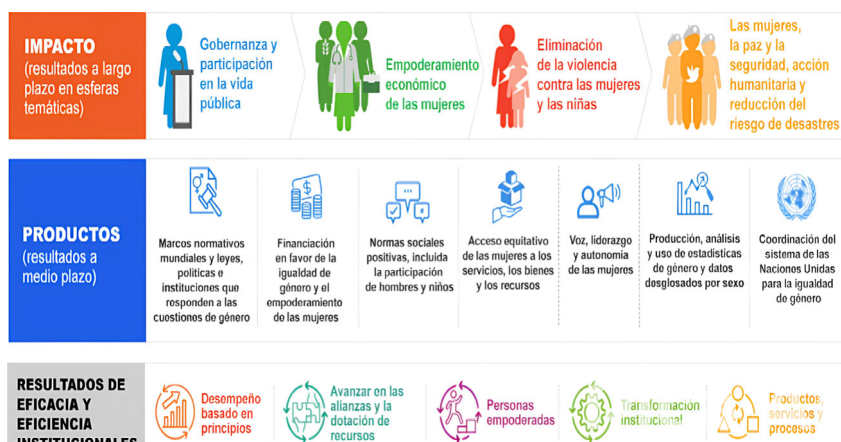 IMPACTO
(resultados a largo
plazo en esferas
temáticas)
Gobernanza y
participación
en la vida
pública
Empoderamiento
económico
de las mujeres
Eliminación
de la violencia
contra las mujeres
y las niñas
Las mujeres,
la paz y la
seguridad, acción
humanitaria y
reducción del
riesgo de desastres
PRODUCTOS
(resultados a
medio plazo)
Marcos normativos
mundiales y leyes,
políticas e
instituciones que
responden a las
cuestiones de género
Financiación
en favor de la
igualdad de
género y el
empoderamiento
de las mujeres
Normas sociales
positivas, incluida
la participación
de hombres y niños
Acceso equitativo
de las mujeres a los
servicios, los bienes
y los recursos
Voz, liderazgo
y autonomía
de las mujeres
Producción, análisis
y uso de estadísticas
de género y datos
desglosados por sexo
Coordinación del
sistema de las
Naciones Unidas
para la igualdad
de género
RESULTADOS DE
EFICACIA Y
EFICIENCIA
INSTITUCIONALES
Desempeño
basado en
principios
Avanzar en las
alianzas y la
dotación de
recursos
Personas
empoderadas
Transformación
institucional
Productos,
servicios y
procesos